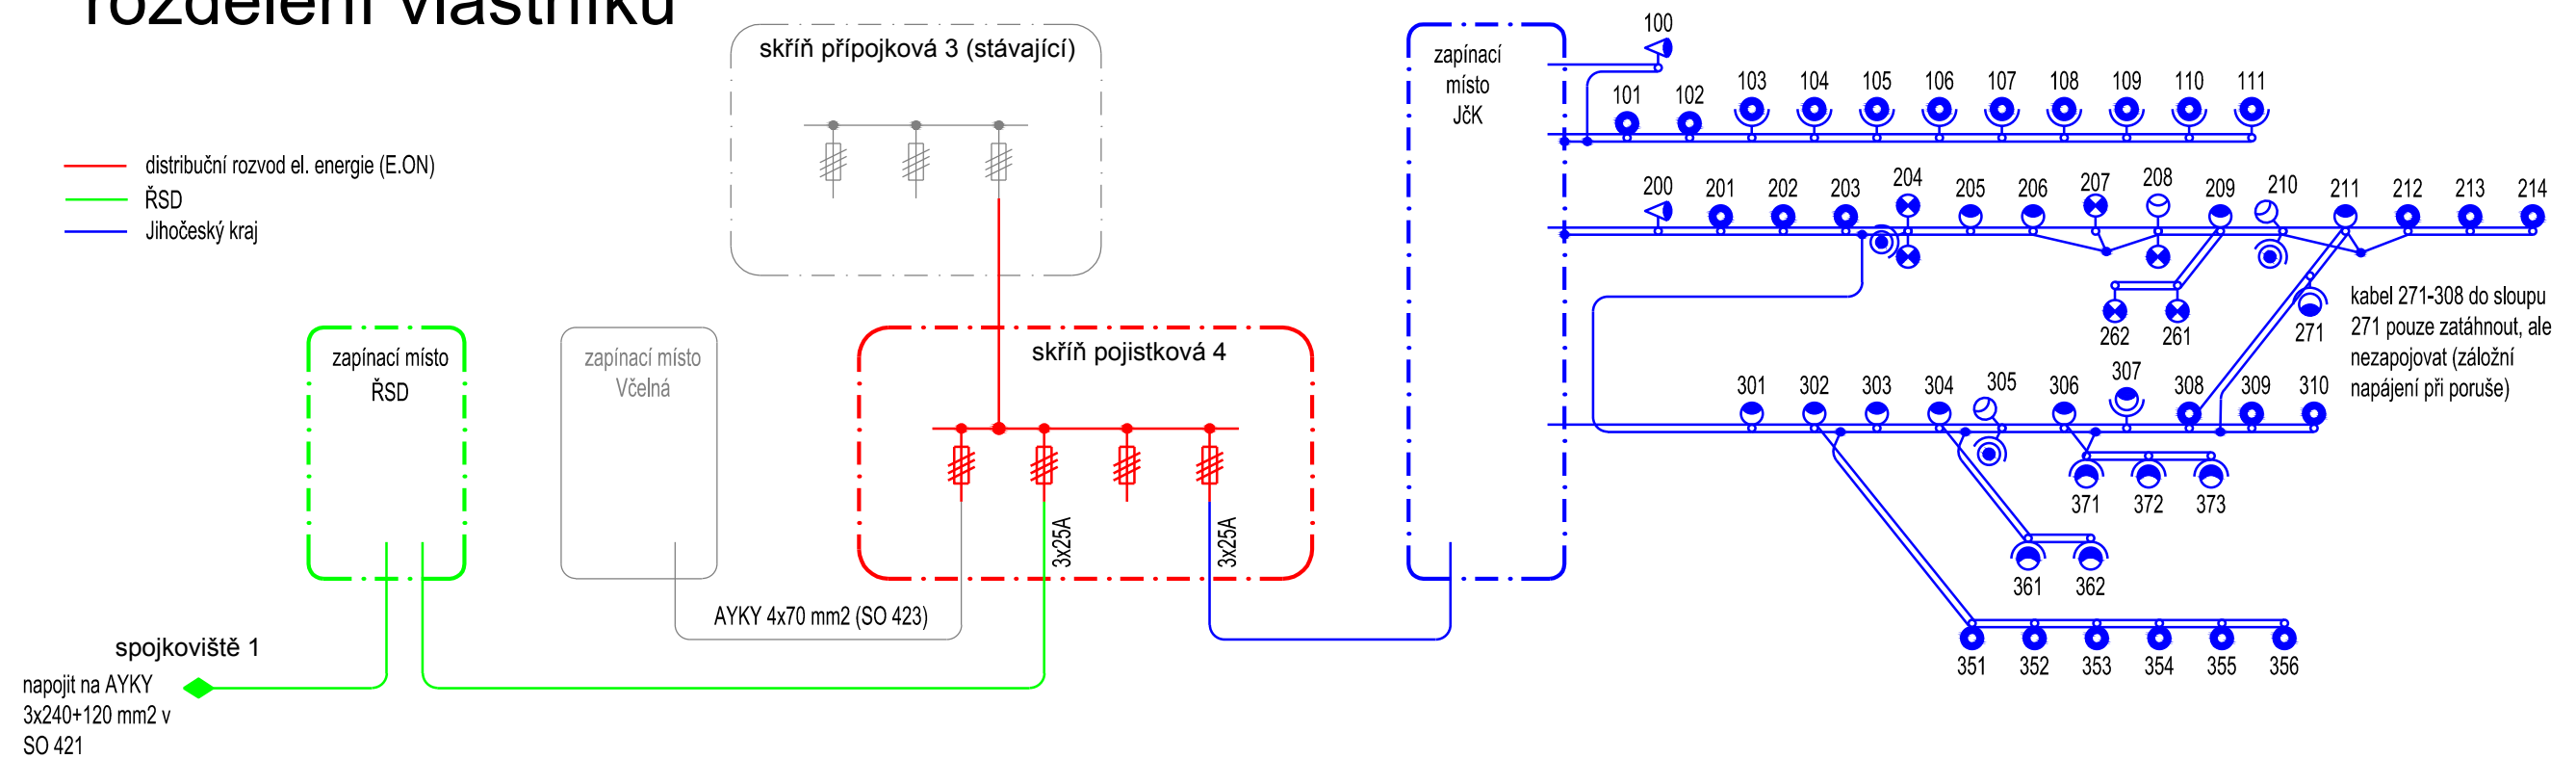 rozdělení vlastníků
distribuční rozvod el. energie (E.ON)
ŘSD
Jihočeský kraj
skříň přípojková 3 (stávající)
zapínací místo
ŘSD
zapínací místo
Včelná
skříň pojistková 4
3x25A
3x25A
AYKY 4x70 mm2 (SO 423)
spojkoviště 1
napojit na AYKY
3x240+120 mm2 v
SO 421
zapínací
místo
JčK
100
101 102 103 104 105 106 107 108 109 110 111
200 201 202 203 204 205 206 207 208 209 210 211 212 213 214
262 261 271
kabel 271-308 do sloupu
271 pouze zatáhnout, ale
nezapojovat (záložní
napájení při poruše)
301 302 303 304 305 306 307 308 309 310
371 372 373
361 362
351 352 353 354 355 356